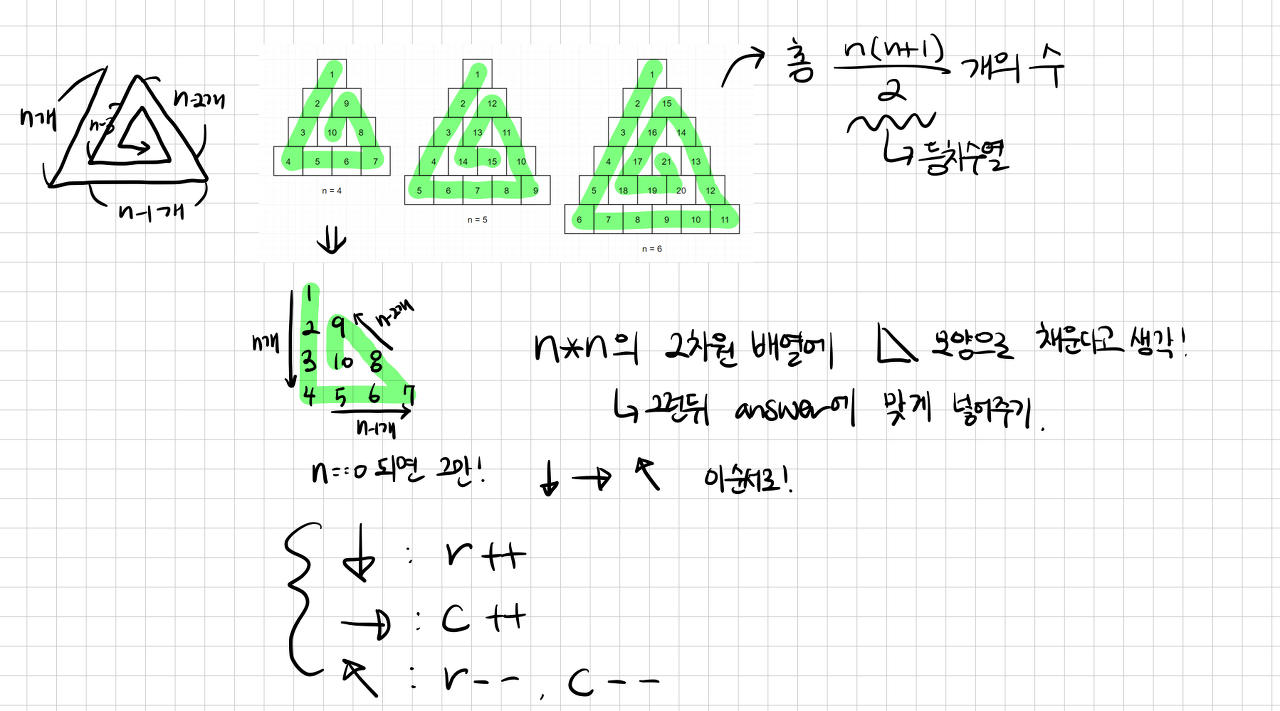 n개
n-3
n-2개
n-1개
1
2 9
3 10 8
4 5 6 7
n = 4
1
2 12
3 13 11
4 14 15 10
5 6 7 8 9
n = 5
1
2 15
3 16 14
4 17 21 13
5 18 19 20 12
6 7 8 9 10 11
n = 6
총 n(n+1)/2 개의 수
등차수열
n개
1
2 9
3 10 8
4 5 6 7
n-2개
n-1개
n*n의 2차원 배열에 모양으로 채운다고 생각!
그런뒤 answer에 맞게 넣어주기.
n==0 되면 그만!
↓ → ↖ 이순서로!
↓ : r++
→ : c++
↖ : r--, c--